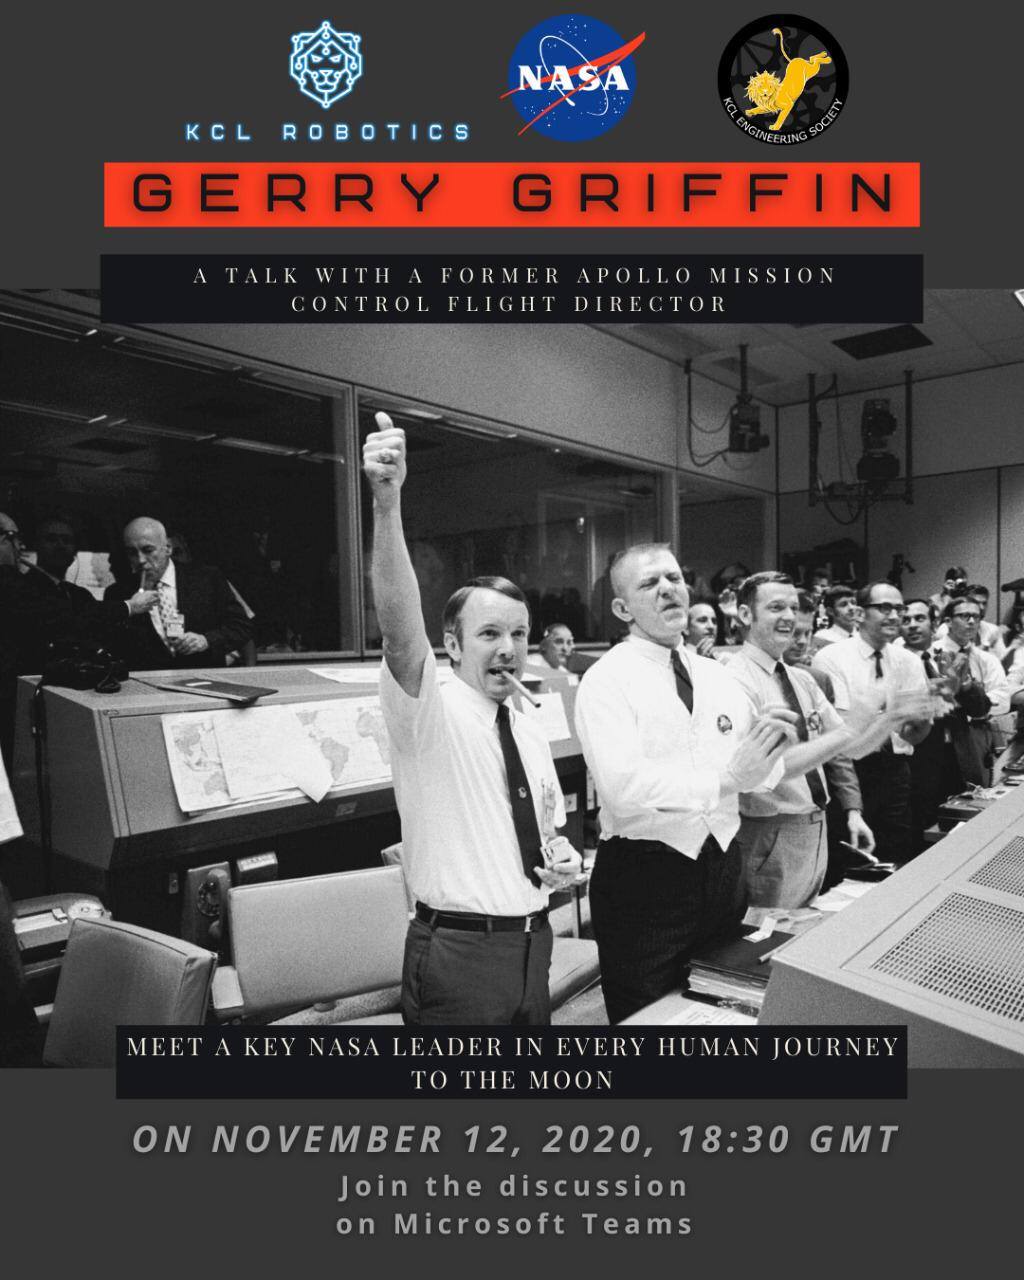 KCL ROBOTICS
NASA
KCL ENGINEERING SOCIETY
GERRY GRIFFIN
A TALK WITH A FORMER APOLLO MISSION
CONTROL FLIGHT DIRECTOR
MEET A KEY NASA LEADER IN EVERY HUMAN JOURNEY
TO THE MOON
ON NOVEMBER 12, 2020, 18:30 GMT
Join the discussion
on Microsoft Teams